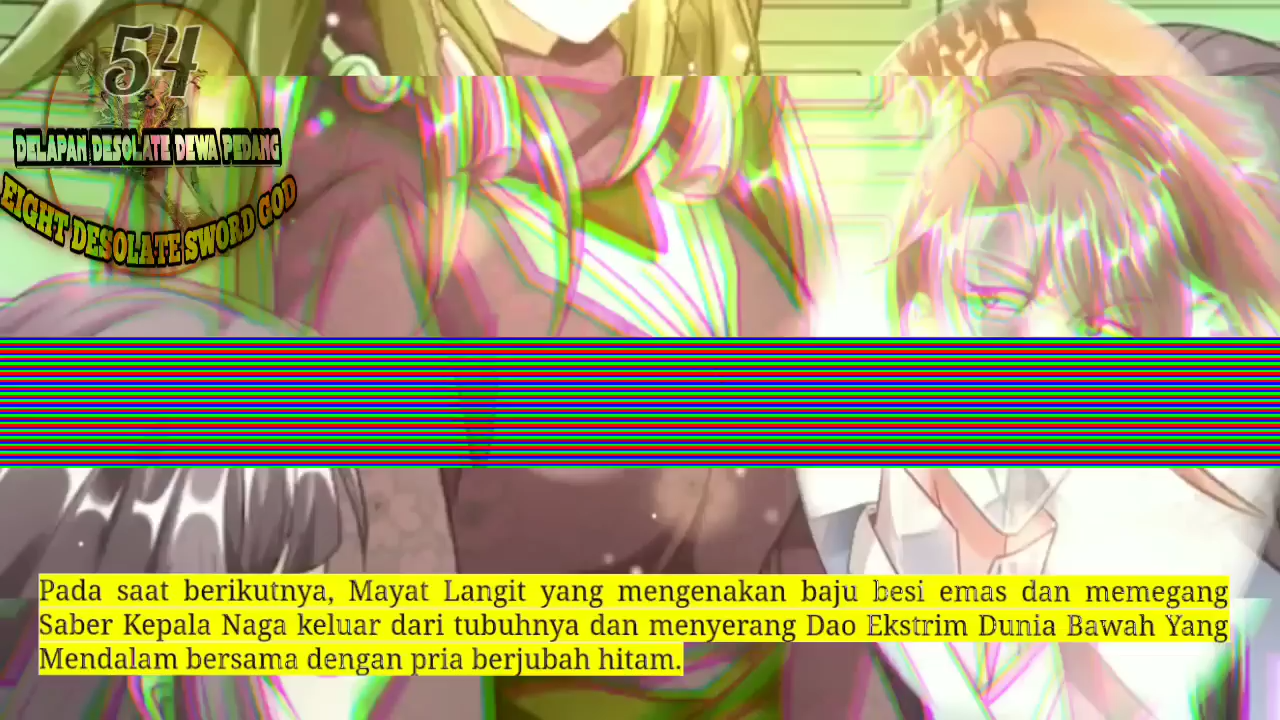 54
DELAPAN DESOLATE DEWA PEDANG
EIGHT DESOLATE SWORD GOD
Pada saat berikutnya, Mayat Langit yang mengenakan baju besi emas dan memegang
Saber Kepala Naga keluar dari tubuhnya dan menyerang Dao Ekstrim Dunia Bawah Yang
Mendalam bersama dengan pria berjubah hitam.